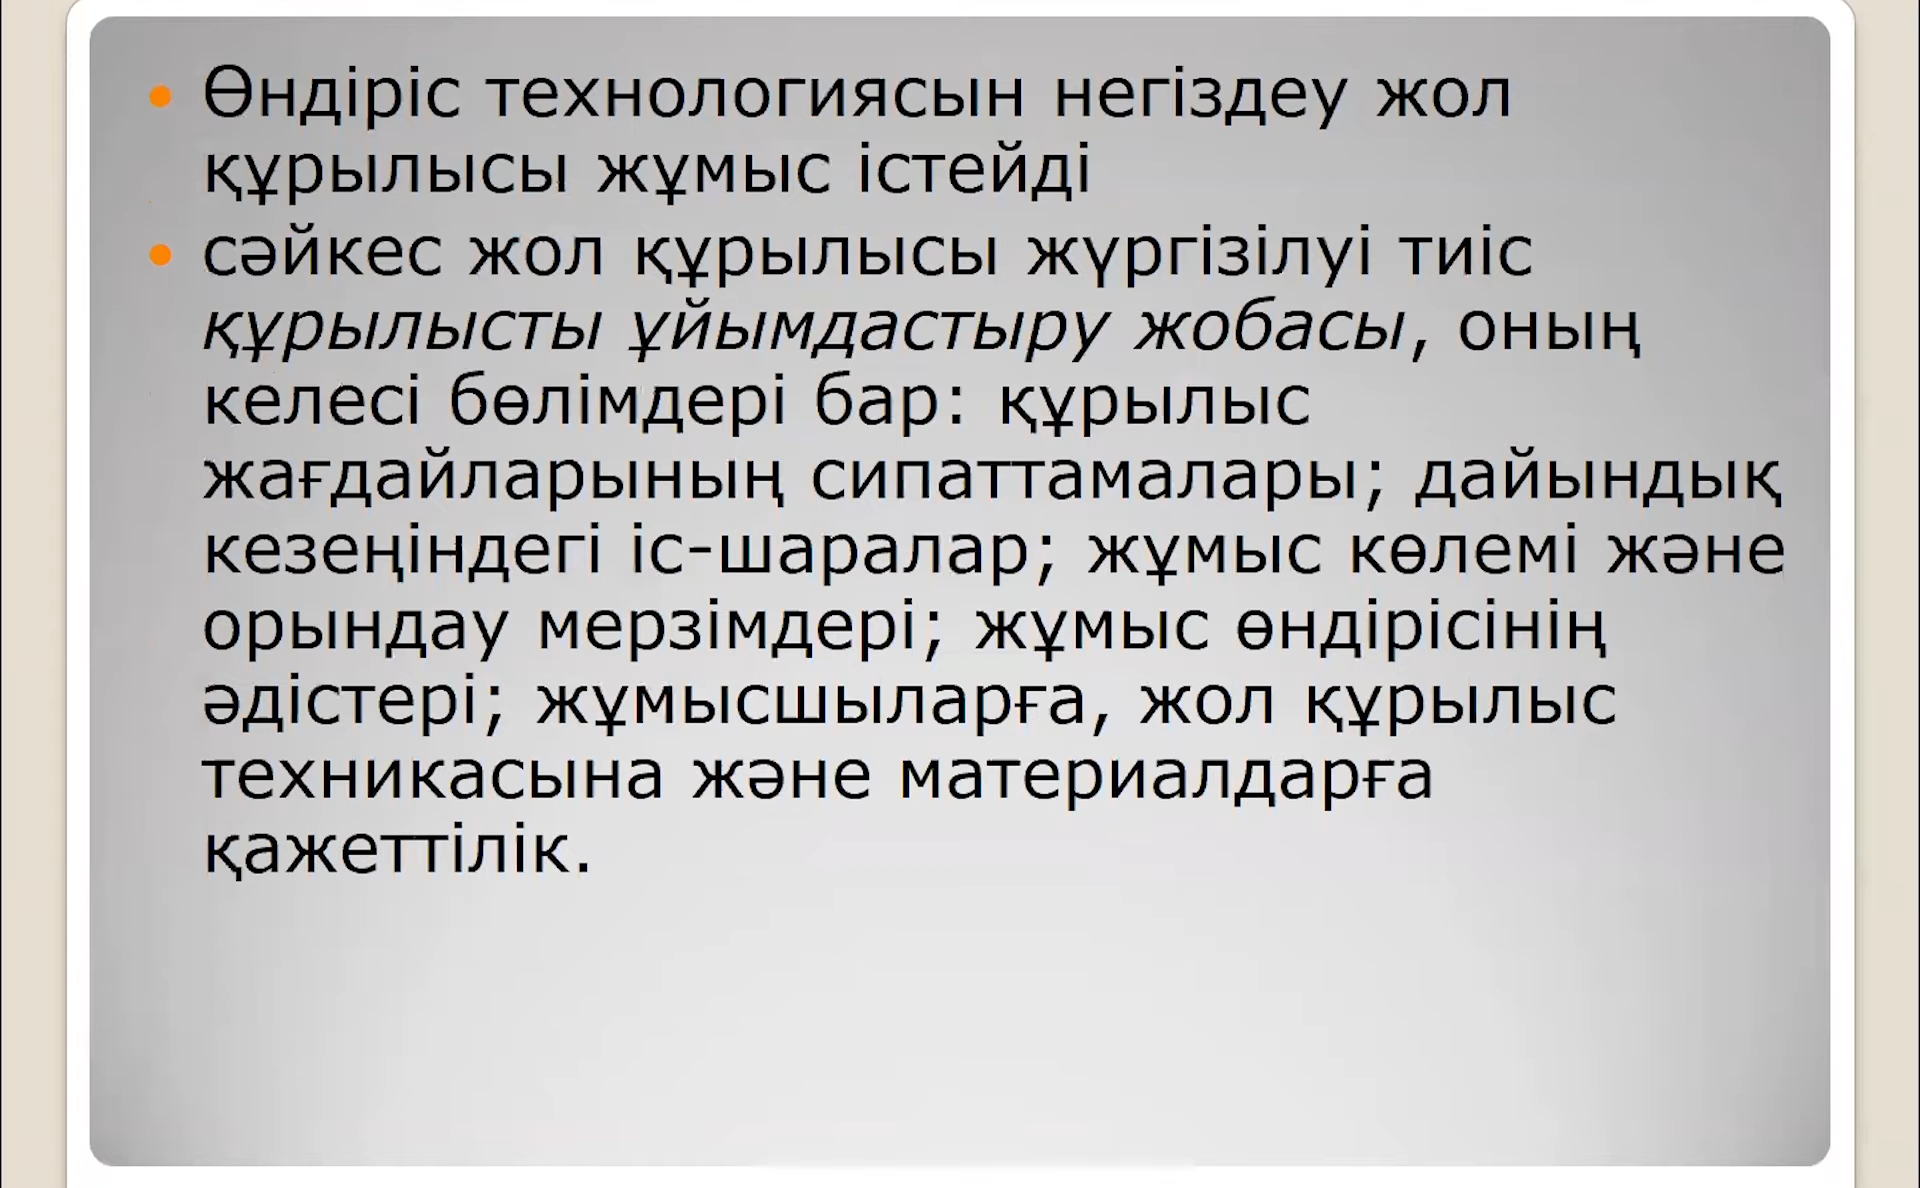 Өндіріс технологиясын негіздеу жол
құрылысы жұмыс істейді
сәйкес жол құрылысы жүргізілуі тиіс
құрылысты ұйымдастыру жобасы, оның
келесі бөлімдері бар: құрылыс
жағдайларының сипаттамалары; дайындық
кезеңіндегі іс-шаралар; жұмыс көлемі және
орындау мерзімдері; жұмыс өндірісінің
әдістері; жұмысшыларға, жол құрылыс
техникасына және материалдарға
қажеттілік.